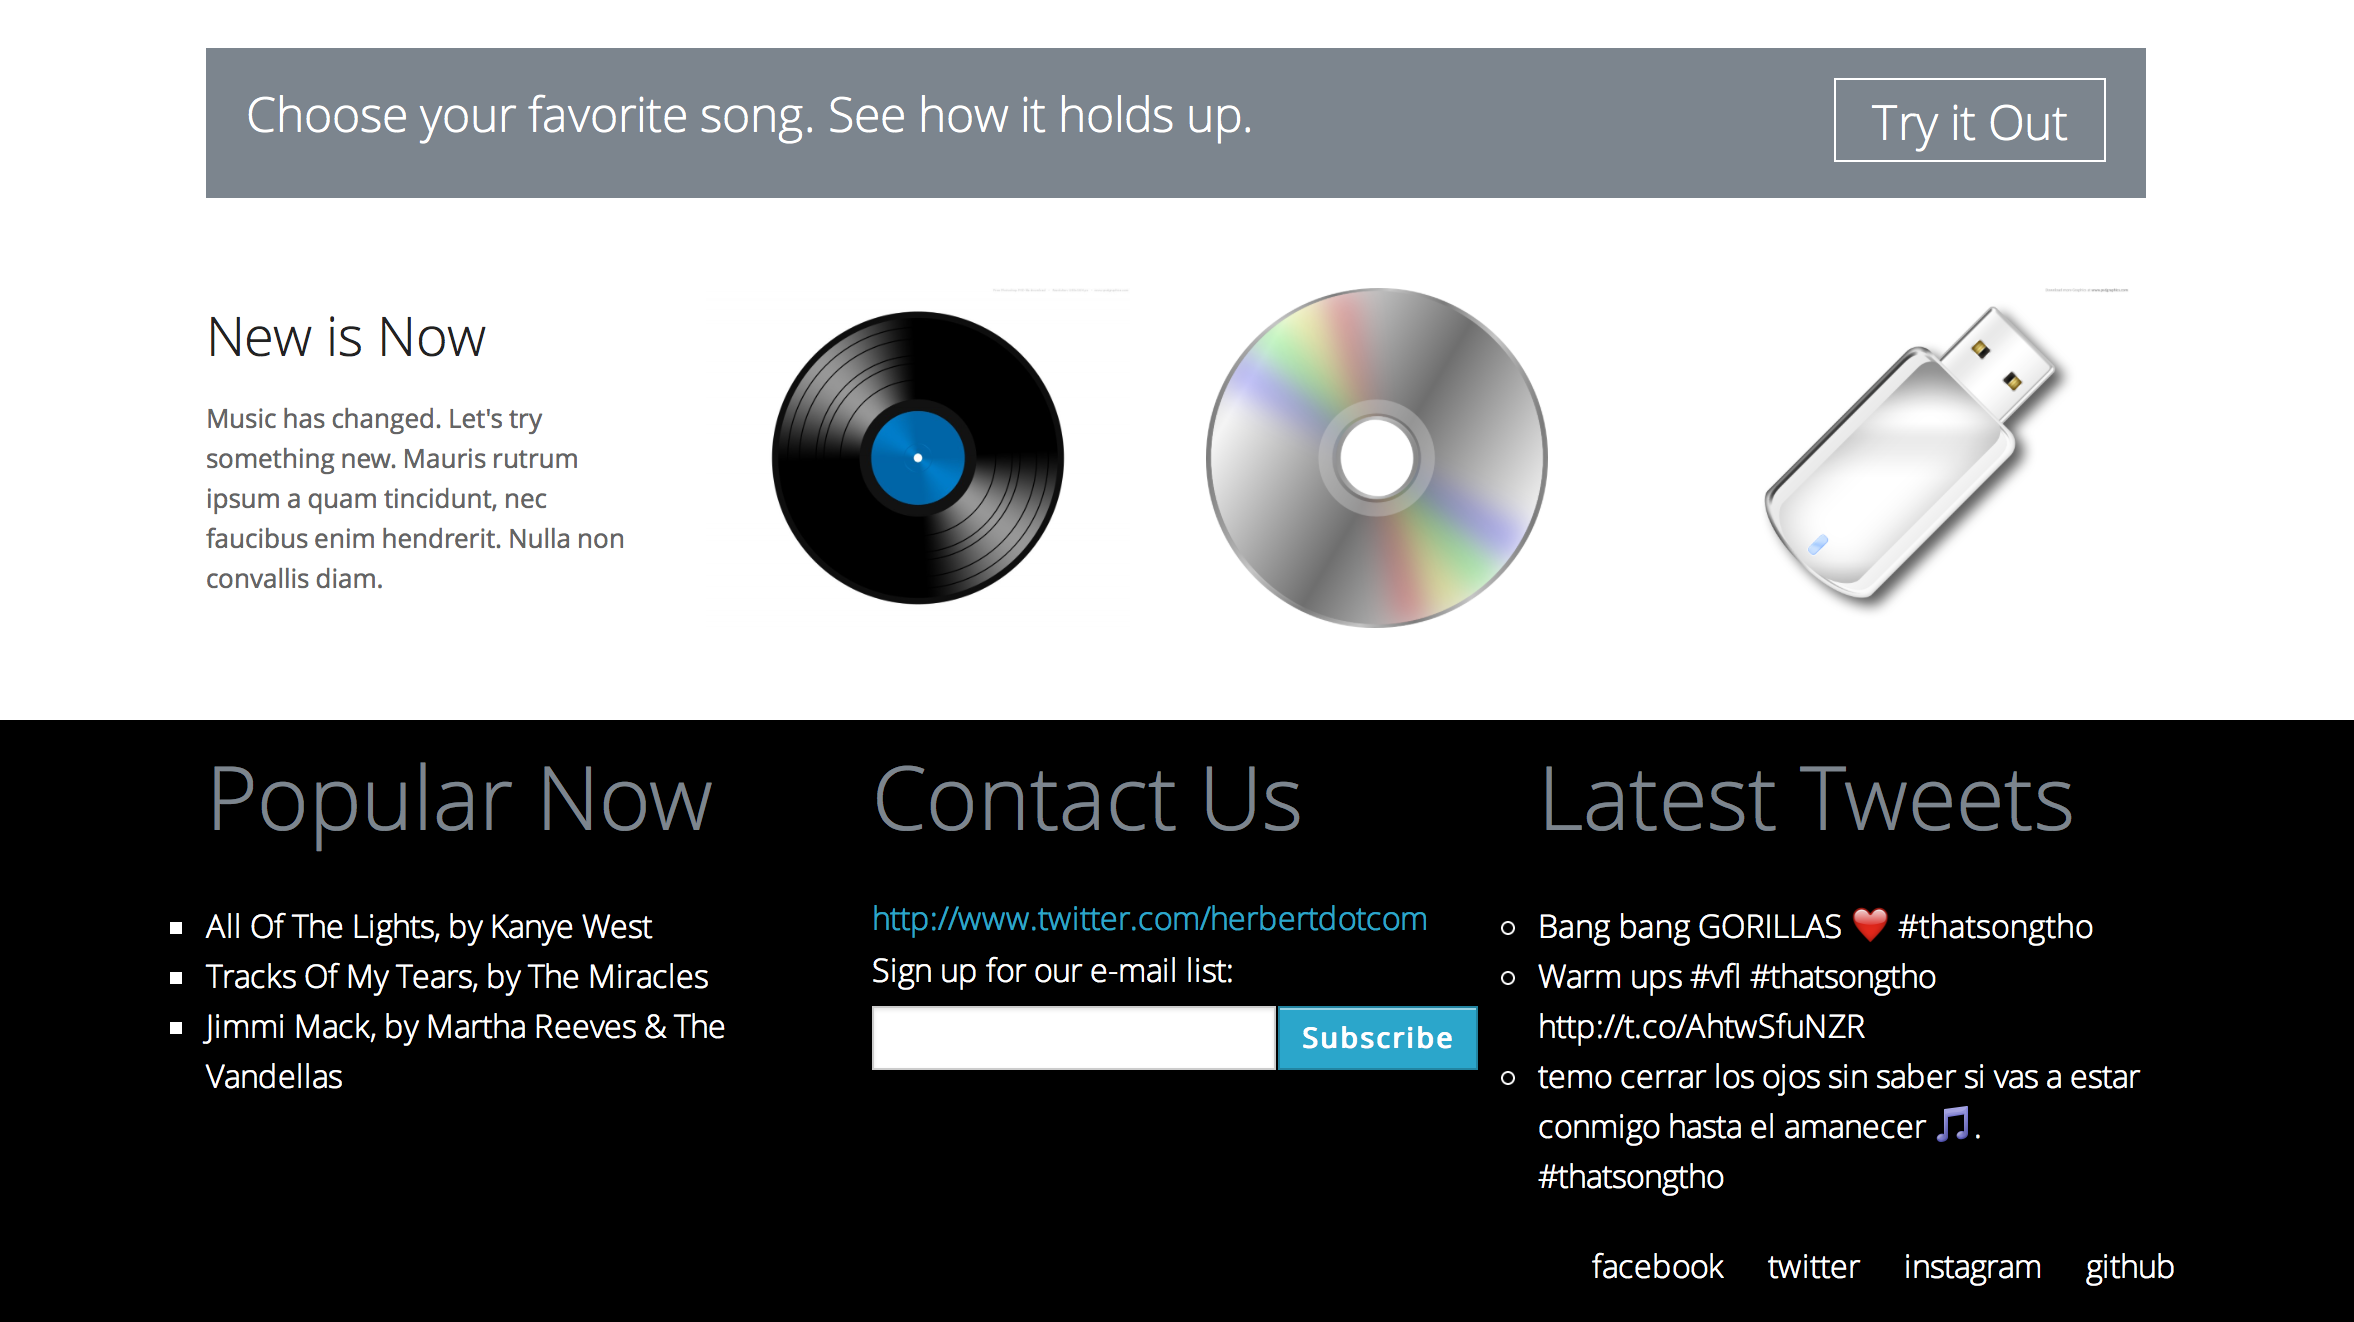 Choose your favorite song. See how it holds up.
Try it Out
New is Now
Music has changed. Let's try
something new. Mauris rutrum
ipsum a quam tincidunt, nec
faucibus enim hendrerit. Nulla non
convallis diam.
Popular Now
All Of The Lights, by Kanye West
Tracks Of My Tears, by The Miracles
Jimmi Mack, by Martha Reeves & The
Vandellas
Contact Us
http://www.twitter.com/herbertdotcom
Sign up for our e-mail list:
Subscribe
Latest Tweets
Bang bang GORILLAS ❤️ #thatsongtho
Warm ups #vfl #thatsongtho
http://t.co/AhtwSfuNZR
temo cerrar los ojos sin saber si vas a estar
conmigo hasta el amanecer 🎵.
#thatsongtho
facebook twitter instagram github